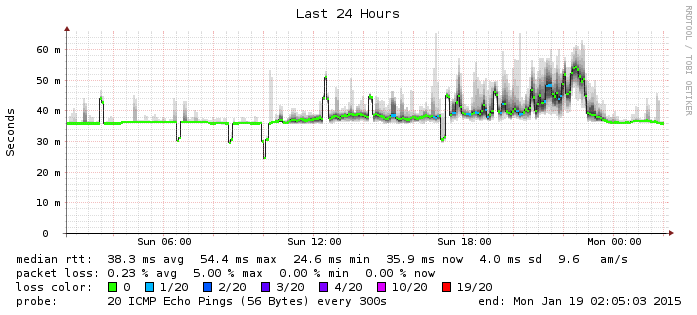 Last 24 Hours
RRDTOOL / TOBI OETIKER
Seconds
60 m
50 m
40 m
30 m
20 m
10 m
0
Sun 06:00 Sun 12:00 Sun 18:00 Mon 00:00
median rtt: 38.3 ms avg 54.4 ms max 24.6 ms min 35.9 ms now 4.0 ms sd 9.6 am/s
packet loss: 0.23 % avg 5.00 % max 0.00 % min 0.00 % now
loss color: 0 1/20 2/20 3/20 4/20 10/20 19/20
probe: 20 ICMP Echo Pings (56 Bytes) every 300s end: Mon Jan 19 02:05:03 2015